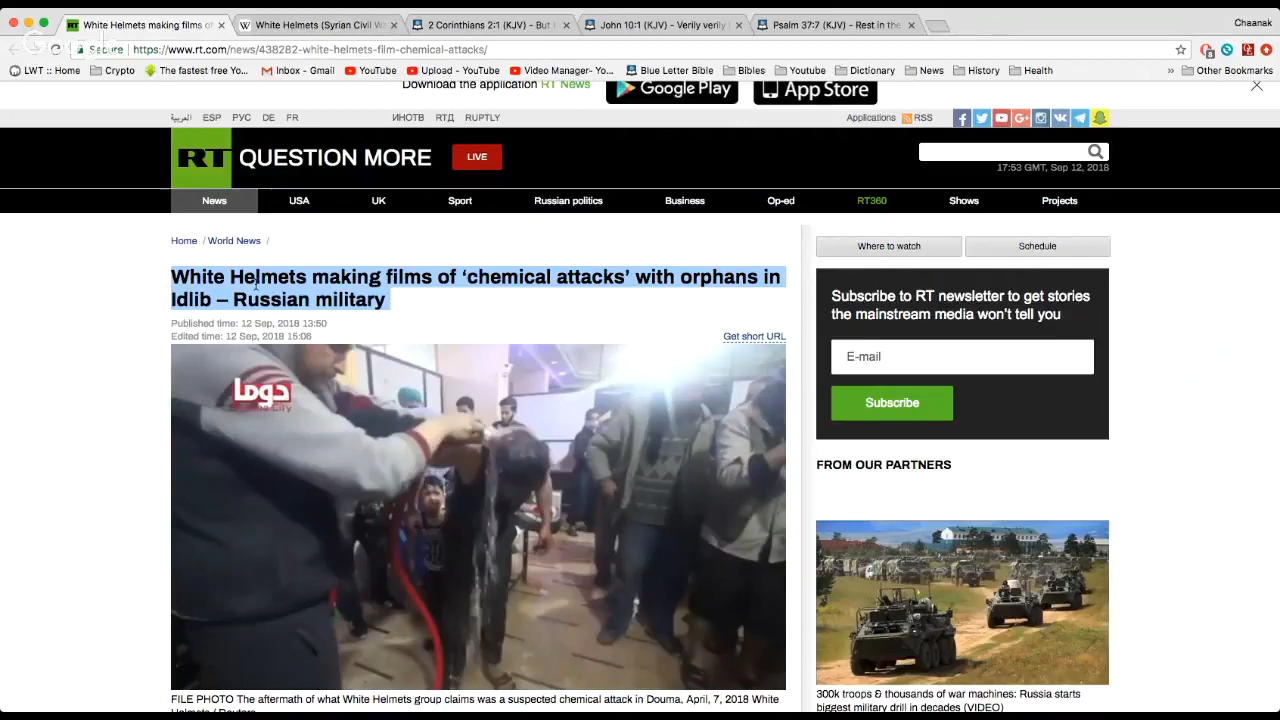 White Helmets making films of
White Helmets (Syrian Civil W
2 Corinthians 2:1 (KJV) - But I
John 10:1 (KJV) - Verily verily
Psalm 37:7 (KJV) - Rest in the
Chaanak
Secure
https://www.rt.com/news/438282-white-helmets-film-chemical-attacks/
LWT :: Home
Crypto
The fastest free Yo...
Inbox - Gmail
YouTube
Upload - YouTube
Video Manager- Yo...
Blue Letter Bible
Bibles
Youtube
Dictionary
News
History
Health
»
Other Bookmarks
Download the application RT News
Google Play
App Store
العربية ESP РУС DE FR
ИНОТВ РТД RUPTLY
Applications RSS
RT QUESTION MORE
LIVE
17:53 GMT, Sep 12, 2018
News
USA
UK
Sport
Russian politics
Business
Op-ed
RT360
Shows
Projects
Home / World News /
White Helmets making films of ‘chemical attacks’ with orphans in
Idlib – Russian military
Published time: 12 Sep, 2018 13:50
Edited time: 12 Sep, 2018 15:06
Get short URL
دوما
FILE PHOTO The aftermath of what White Helmets group claims was a suspected chemical attack in Douma, April, 7, 2018 White
Helmets / Reuters
Where to watch
Schedule
Subscribe to RT newsletter to get stories
the mainstream media won’t tell you
E-mail
Subscribe
FROM OUR PARTNERS
300k troops & thousands of war machines: Russia starts
biggest military drill in decades (VIDEO)